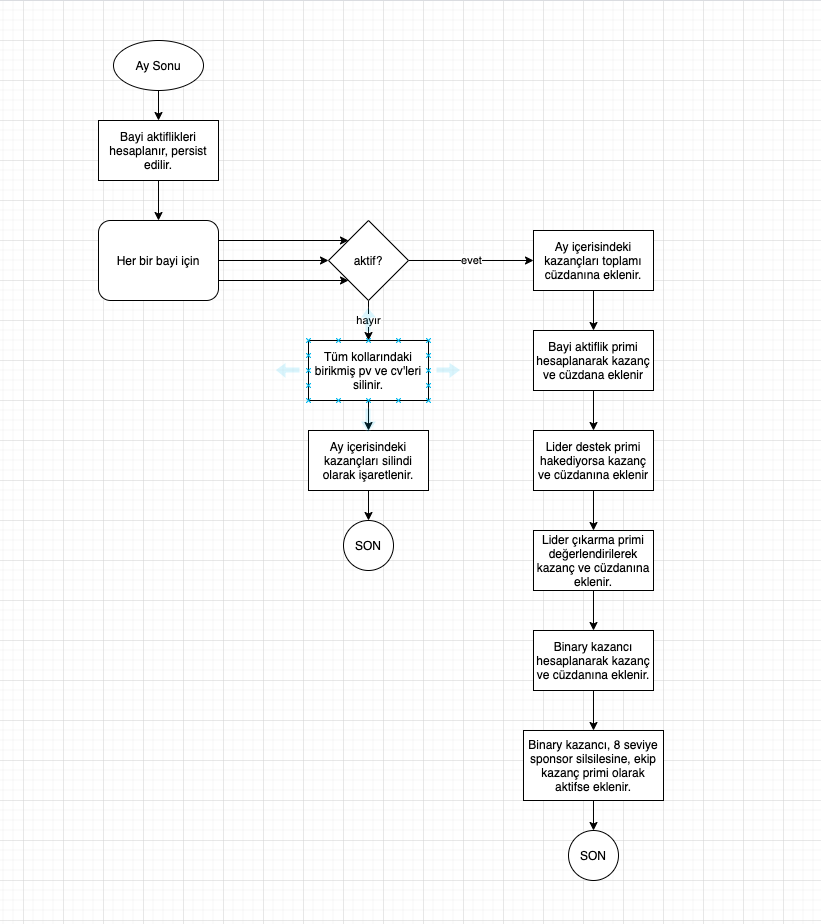 Ay Sonu
Bayi aktiflikleri
hesaplanır, persist
edilir.
Her bir bayi için
aktif?
evet
hayır
Tüm kollarındaki
birikmiş pv ve cv'leri
silinir.
Ay içerisindeki
kazançları silindi
olarak işaretlenir.
SON
Ay içerisindeki
kazançları toplamı
cüzdanına eklenir.
Bayi aktiflik primi
hesaplanarak kazanç
ve cüzdana eklenir
Lider destek primi
hakediyorsa kazanç
ve cüzdanına eklenir
Lider çıkarma primi
değerlendirilerek
kazanç ve cüzdanına
eklenir.
Binary kazancı
hesaplanarak kazanç
ve cüzdanına eklenir.
Binary kazancı, 8 seviye
sponsor silsilesine, ekip
kazanç primi olarak
aktifse eklenir.
SON